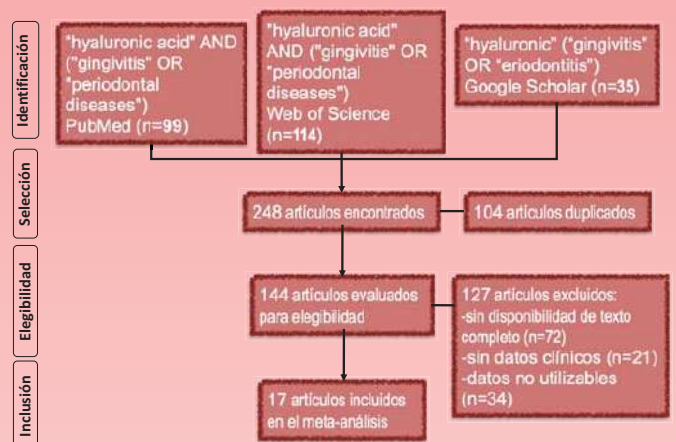 Identificación
"hyaluronic acid" AND
("gingivitis" OR
"periodontal
diseases")
PubMed (n=99)
"hyaluronic acid"
AND ("gingivitis" OR
"periodontal
diseases")
Web of Science
(n=114)
"hyaluronic" ("gingivitis"
OR "eriodontitis")
Google Scholar (n=35)
Selección
248 artículos encontrados
104 artículos duplicados
Elegibilidad
144 artículos evaluados
para elegibilidad
127 artículos excluidos:
-sin disponibilidad de texto
completo (n=72)
-sin datos clínicos (n=21)
-datos no utilizables
(n=34)
Inclusión
17 artículos incluidos
en el meta-análisis